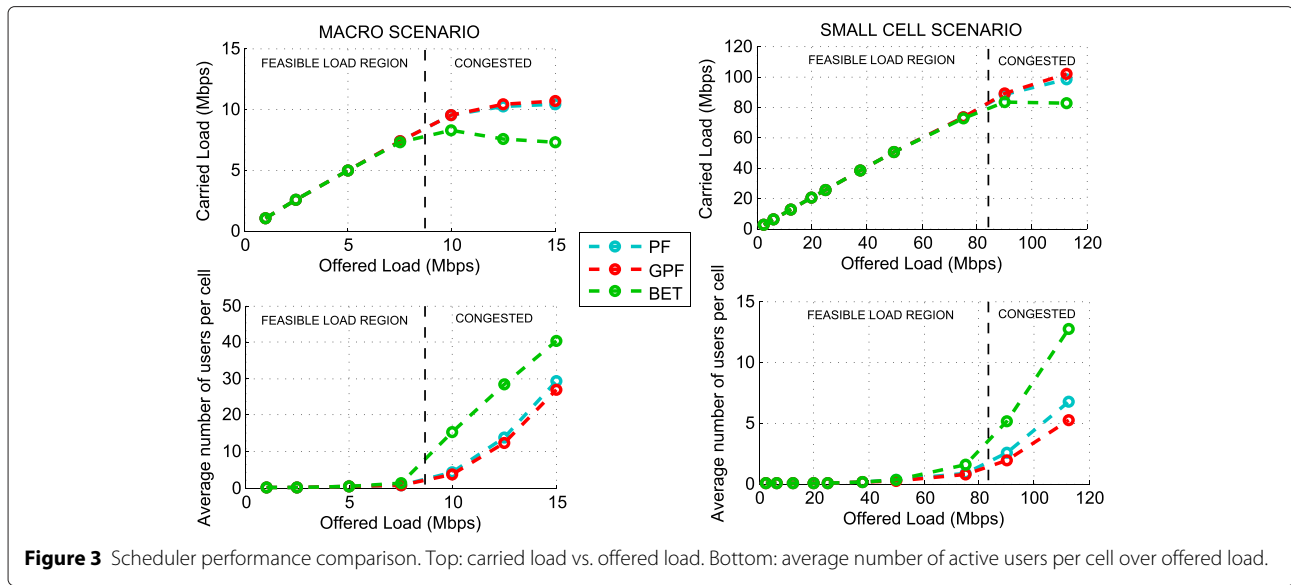 MACRO SCENARIO
FEASIBLE LOAD REGION CONGESTED
15
10
5
0
Carried Load (Mbps)
0 5 10 15
Offered Load (Mbps)
SMALL CELL SCENARIO
FEASIBLE LOAD REGION CONGESTED
120
100
80
60
40
20
0
Carried Load (Mbps)
0 20 40 60 80 100 120
Offered Load (Mbps)
PF
GPF
BET
FEASIBLE LOAD REGION CONGESTED
50
40
30
20
10
0
Average number of users per cell
0 5 10 15
Offered Load (Mbps)
FEASIBLE LOAD REGION CONGESTED
15
10
5
0
Average number of users per cell
0 20 40 60 80 100 120
Offered Load (Mbps)
Figure 3 Scheduler performance comparison. Top: carried load vs. offered load. Bottom: average number of active users per cell over offered load.